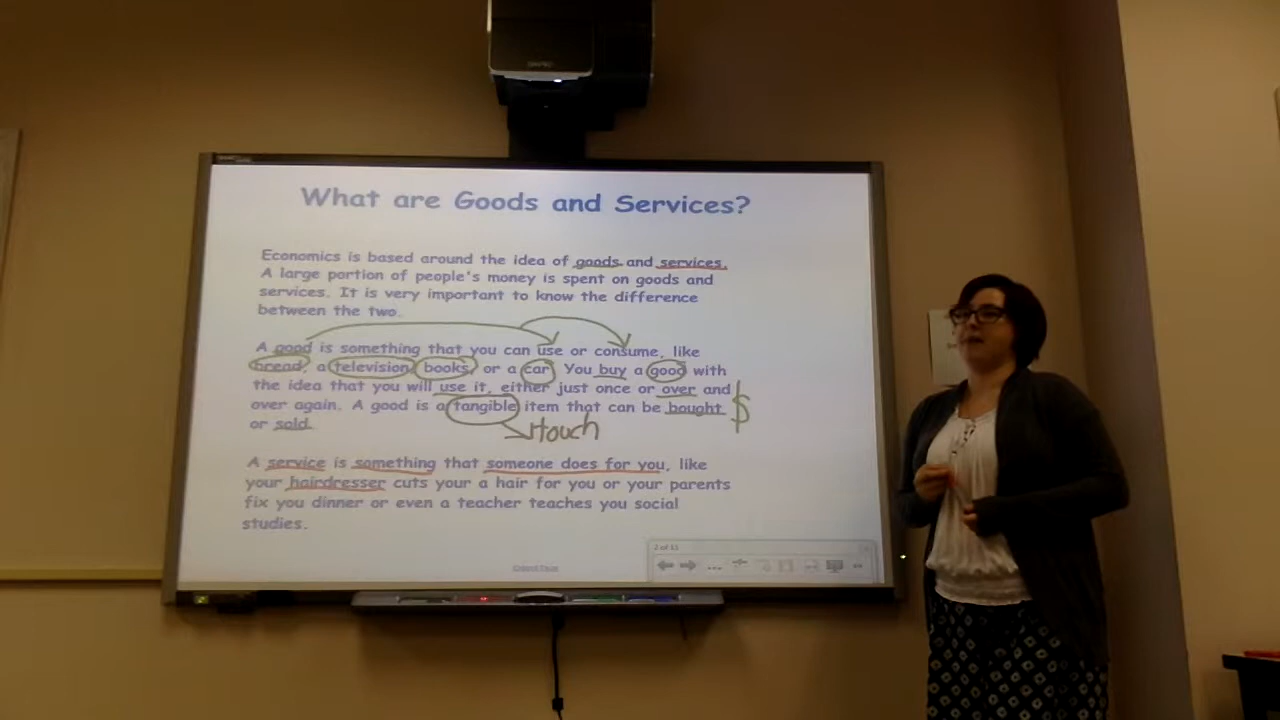 What are Goods and Services?
Economics is based around the idea of goods and services.
A large portion of people's money is spent on goods and
services. It is very important to know the difference
between the two.
A good is something that you can use or consume, like
bread, a television, books, or a car. You buy a good with
the idea that you will use it, either just once or over and
over again. A good is a tangible item that can be bought $
or sold.
touch
A service is something that someone does for you, like
your hairdresser cuts your a hair for you or your parents
fix you dinner or even a teacher teaches you social
studies.
2 of 11